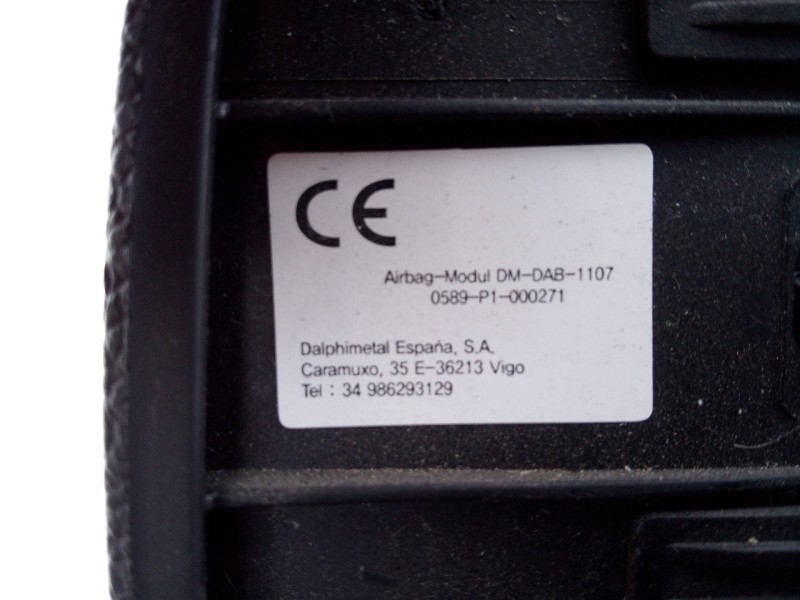 CE
Airbag-Modul DM-DAB-1107
0589-P1-000271
Dalphimetal España, S.A.
Caramuxo, 35 E-36213 Vigo
Tel : 34 986293129